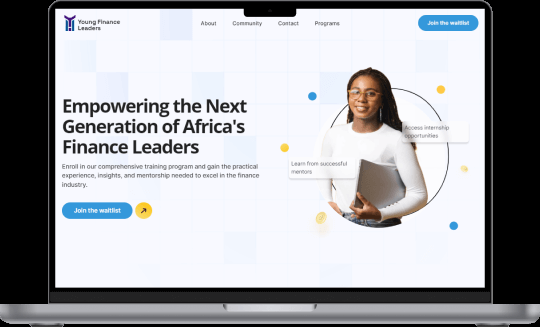 Young Finance
Leaders
About
Community
Contact
Programs
Join the waitlist
Empowering the Next
Generation of Africa's
Finance Leaders
Enroll in our comprehensive training program and gain the practical
experience, insights, and mentorship needed to excel in the finance
industry.
Join the waitlist
Access Internship
opportunities
Learn from successful
mentors